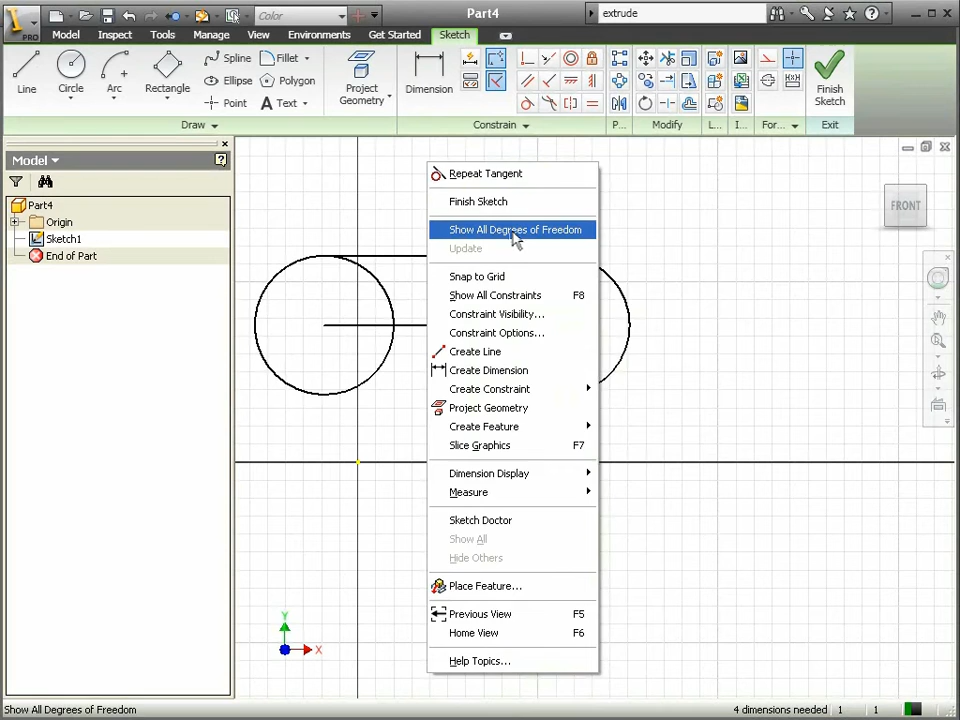 Color
Part4
extrude
PRO
Model
Inspect
Tools
Manage
View
Environments
Get Started
Sketch
Line
Circle
Arc
Rectangle
Spline
Ellipse
Point
Fillet
Polygon
Text
Project
Geometry
Dimension
Finish
Sketch
Draw
Constrain
P...
Modify
L...
I...
For...
Exit
Model
Part4
Origin
Sketch1
End of Part
Repeat Tangent
Finish Sketch
Show All Degrees of Freedom
Update
Snap to Grid
Show All Constraints F8
Constraint Visibility...
Constraint Options...
Create Line
Create Dimension
Create Constraint
Project Geometry
Create Feature
Slice Graphics F7
Dimension Display
Measure
Sketch Doctor
Show All
Hide Others
Place Feature...
Previous View F5
Home View F6
Help Topics...
FRONT
Y
X
Show All Degrees of Freedom
4 dimensions needed 1 1